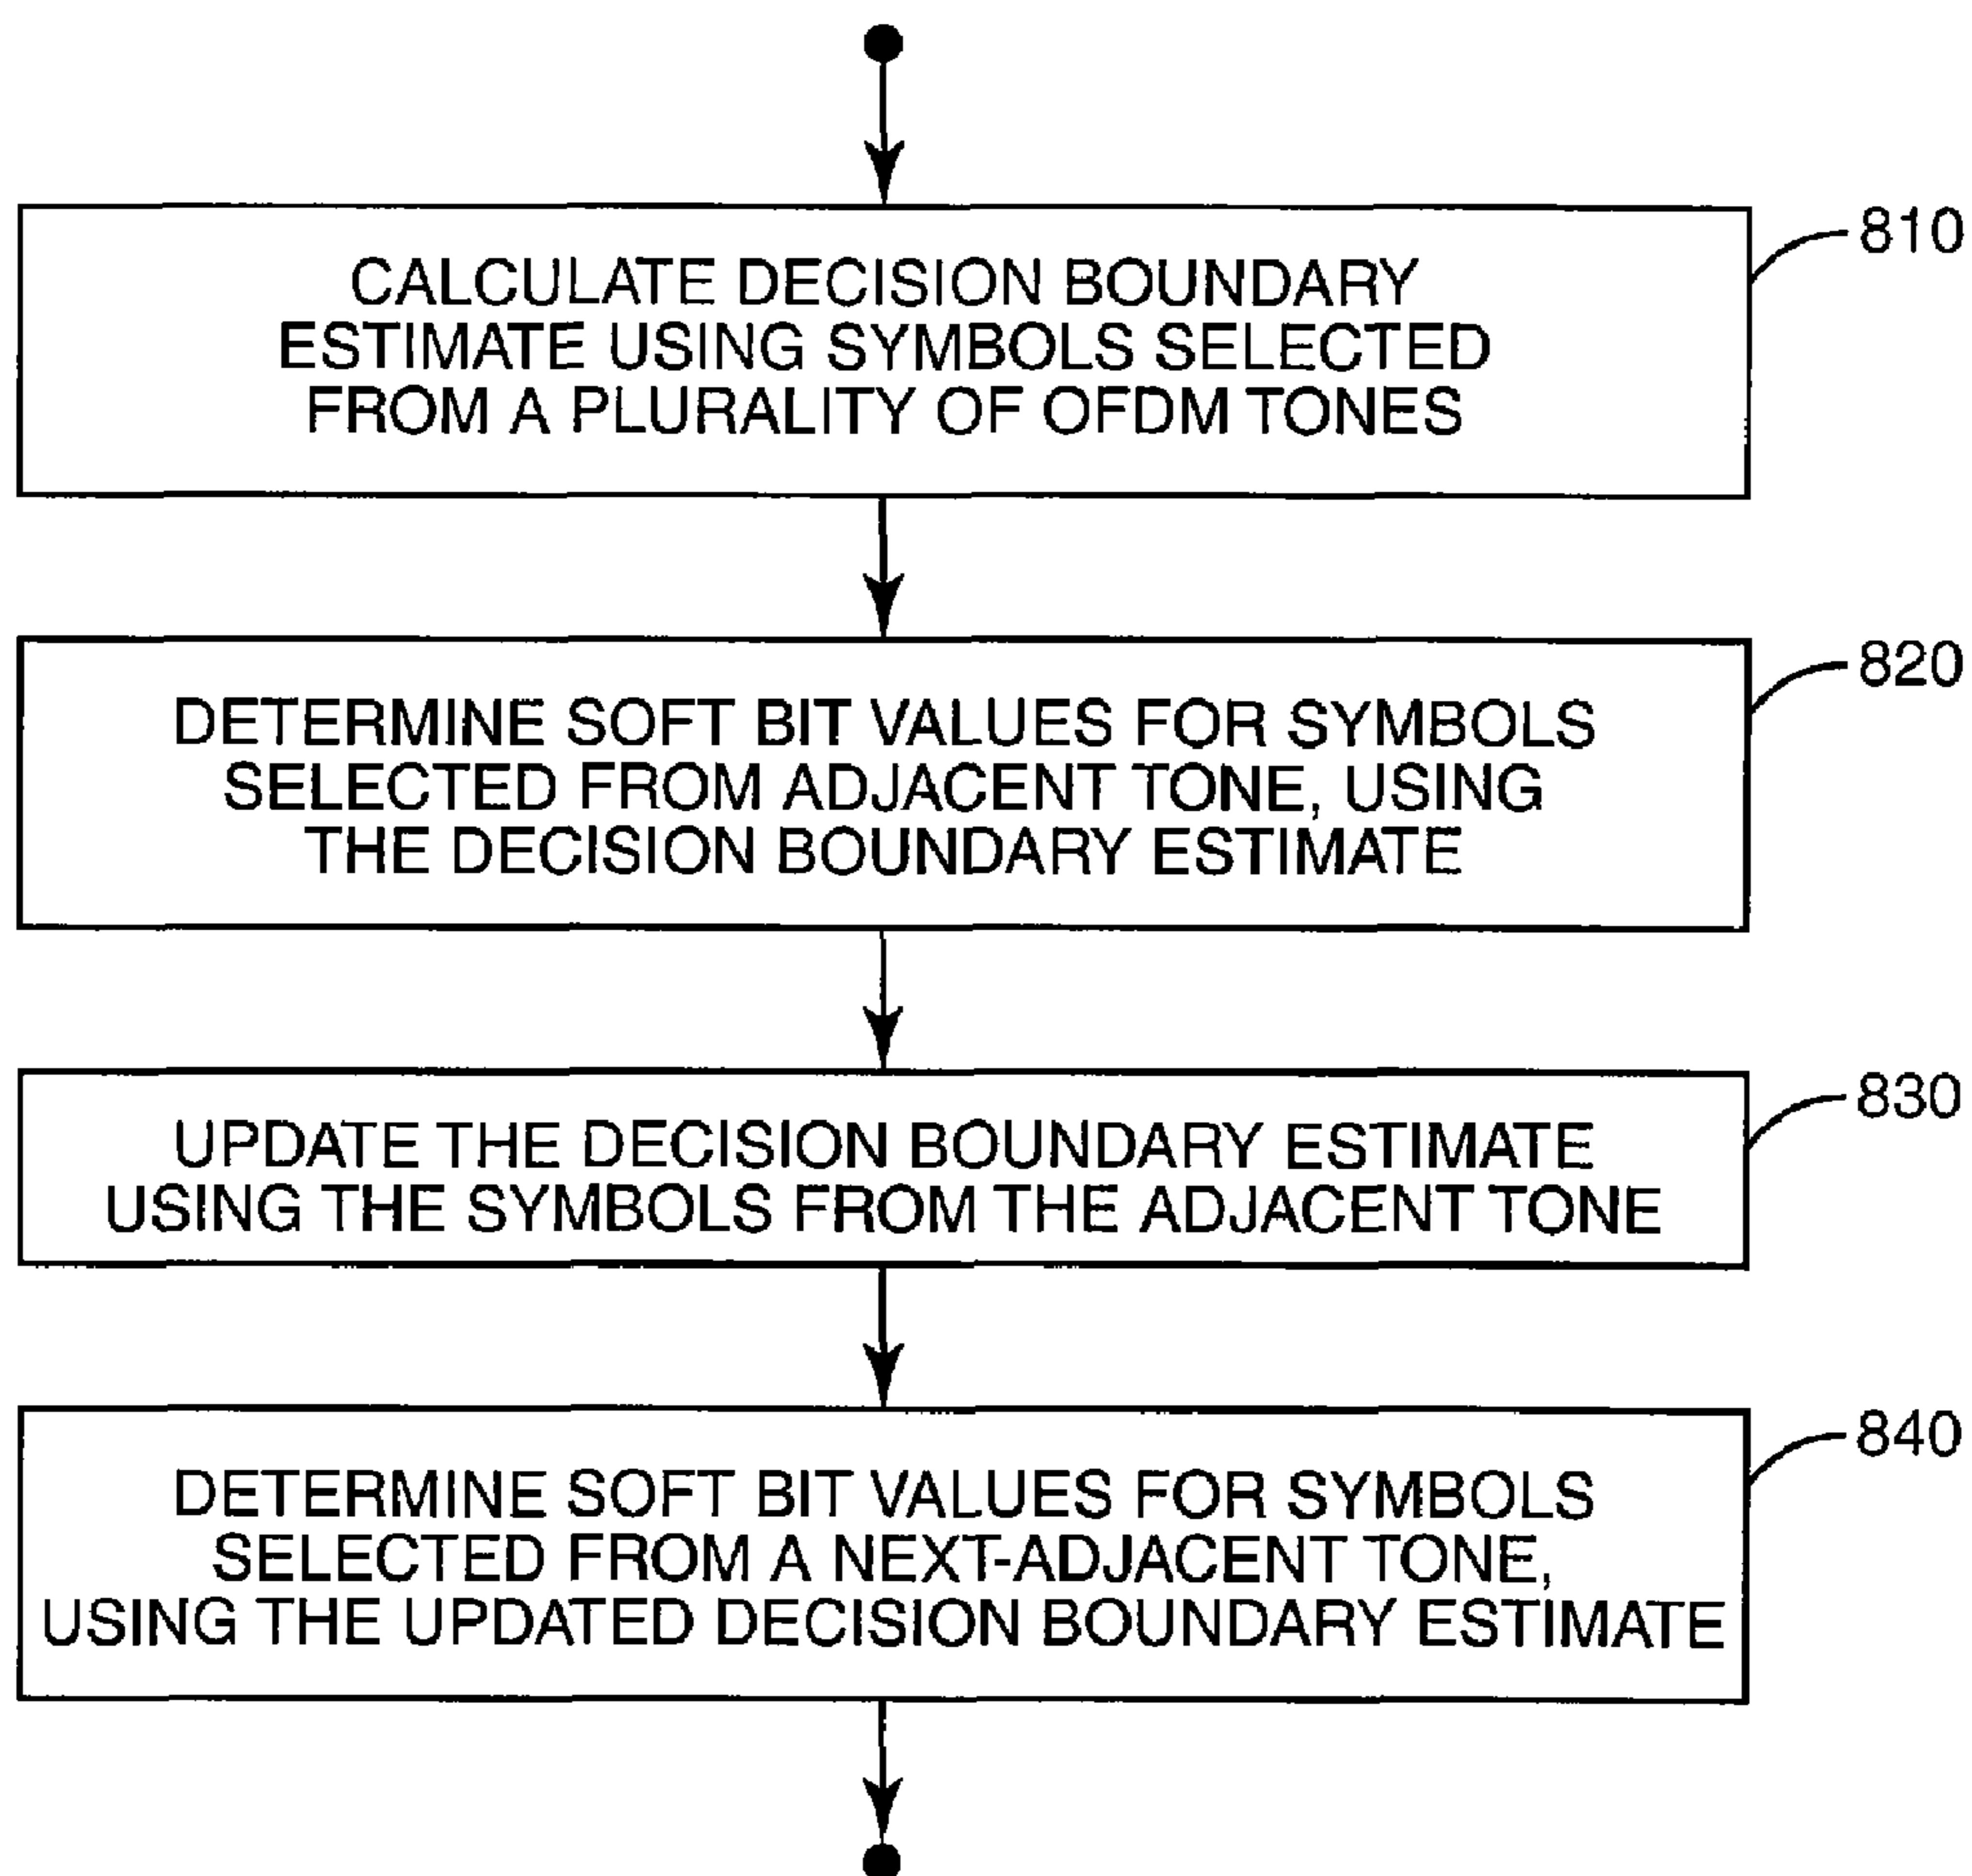 810
CALCULATE DECISION BOUNDARY
ESTIMATE USING SYMBOLS SELECTED
FROM A PLURALITY OF OFDM TONES
820
DETERMINE SOFT BIT VALUES FOR SYMBOLS
SELECTED FROM ADJACENT TONE, USING
THE DECISION BOUNDARY ESTIMATE
830
UPDATE THE DECISION BOUNDARY ESTIMATE
USING THE SYMBOLS FROM THE ADJACENT TONE
840
DETERMINE SOFT BIT VALUES FOR SYMBOLS
SELECTED FROM A NEXT-ADJACENT TONE,
USING THE UPDATED DECISION BOUNDARY ESTIMATE